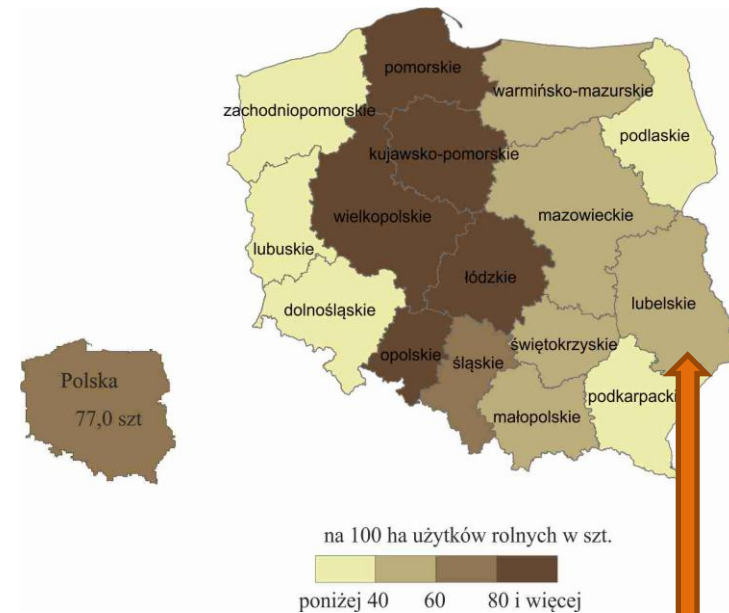 pomorskie
warmińsko-mazurskie
zachodniopomorskie
podlaskie
kujawsko-pomorskie
wielkopolskie
mazowieckie
lubuskie
łódzkie
lubelskie
dolnośląskie
świętokrzyskie
opolskie
śląskie
podkarpacki
małopolskie
Polska
77,0 szt
na 100 ha użytków rolnych w szt.
poniżej 40 60 80 i więcej